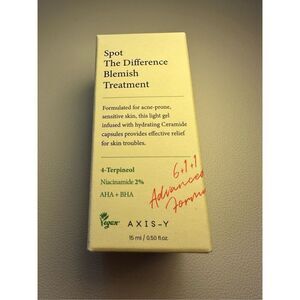 Spot
The Difference
Blemish
Treatment
Formulated for acne-prone,
sensitive skin, this light gel
infused with hydrating Ceramide
capsules provides effective relief
for skin troubles.
4-Terpineol
Niacinamide 2%
AHA + BHA
6+1+1
Advanced
Formu
Vegan
AXIS-Y
15 ml / 0.50 fl.oz.